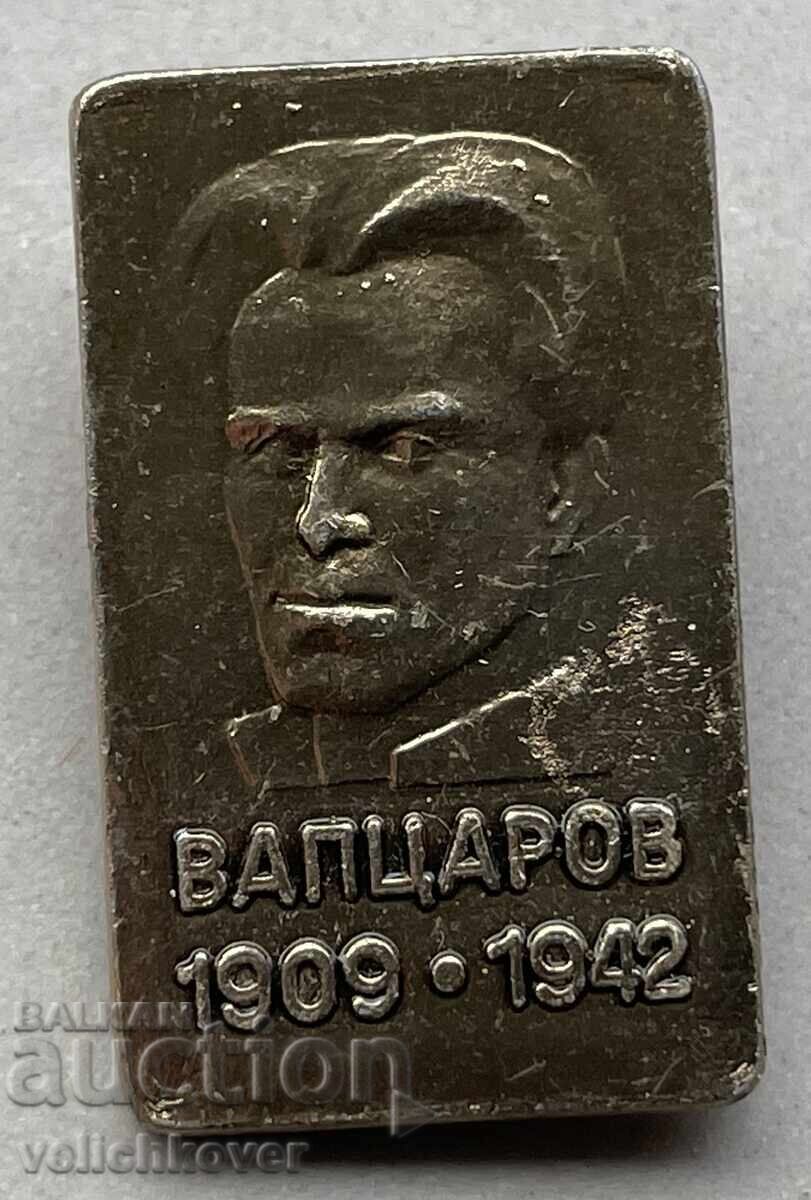 ВАПЦАРОВ
1909 • 1942
BALKAN
auction
volichkover